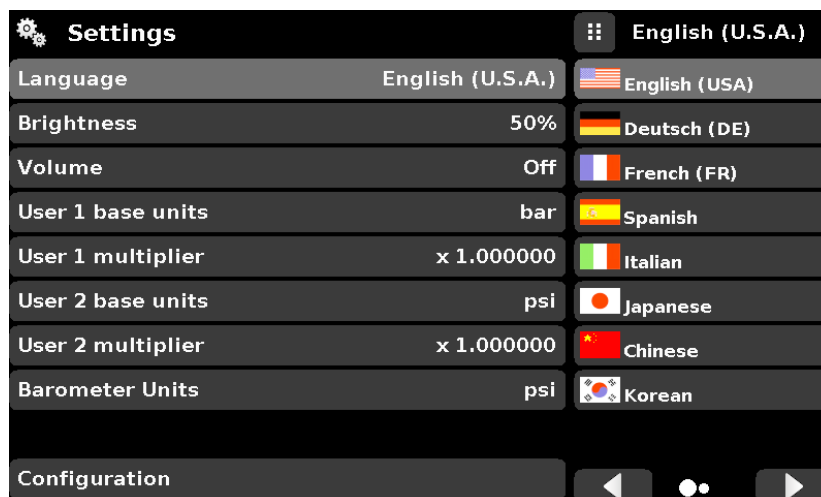 Settings
English (U.S.A.)
Language English (U.S.A.)
Brightness 50%
Volume Off
User 1 base units bar
User 1 multiplier x 1.000000
User 2 base units psi
User 2 multiplier x 1.000000
Barometer Units psi
Configuration
English (USA)
Deutsch (DE)
French (FR)
Spanish
Italian
Japanese
Chinese
Korean